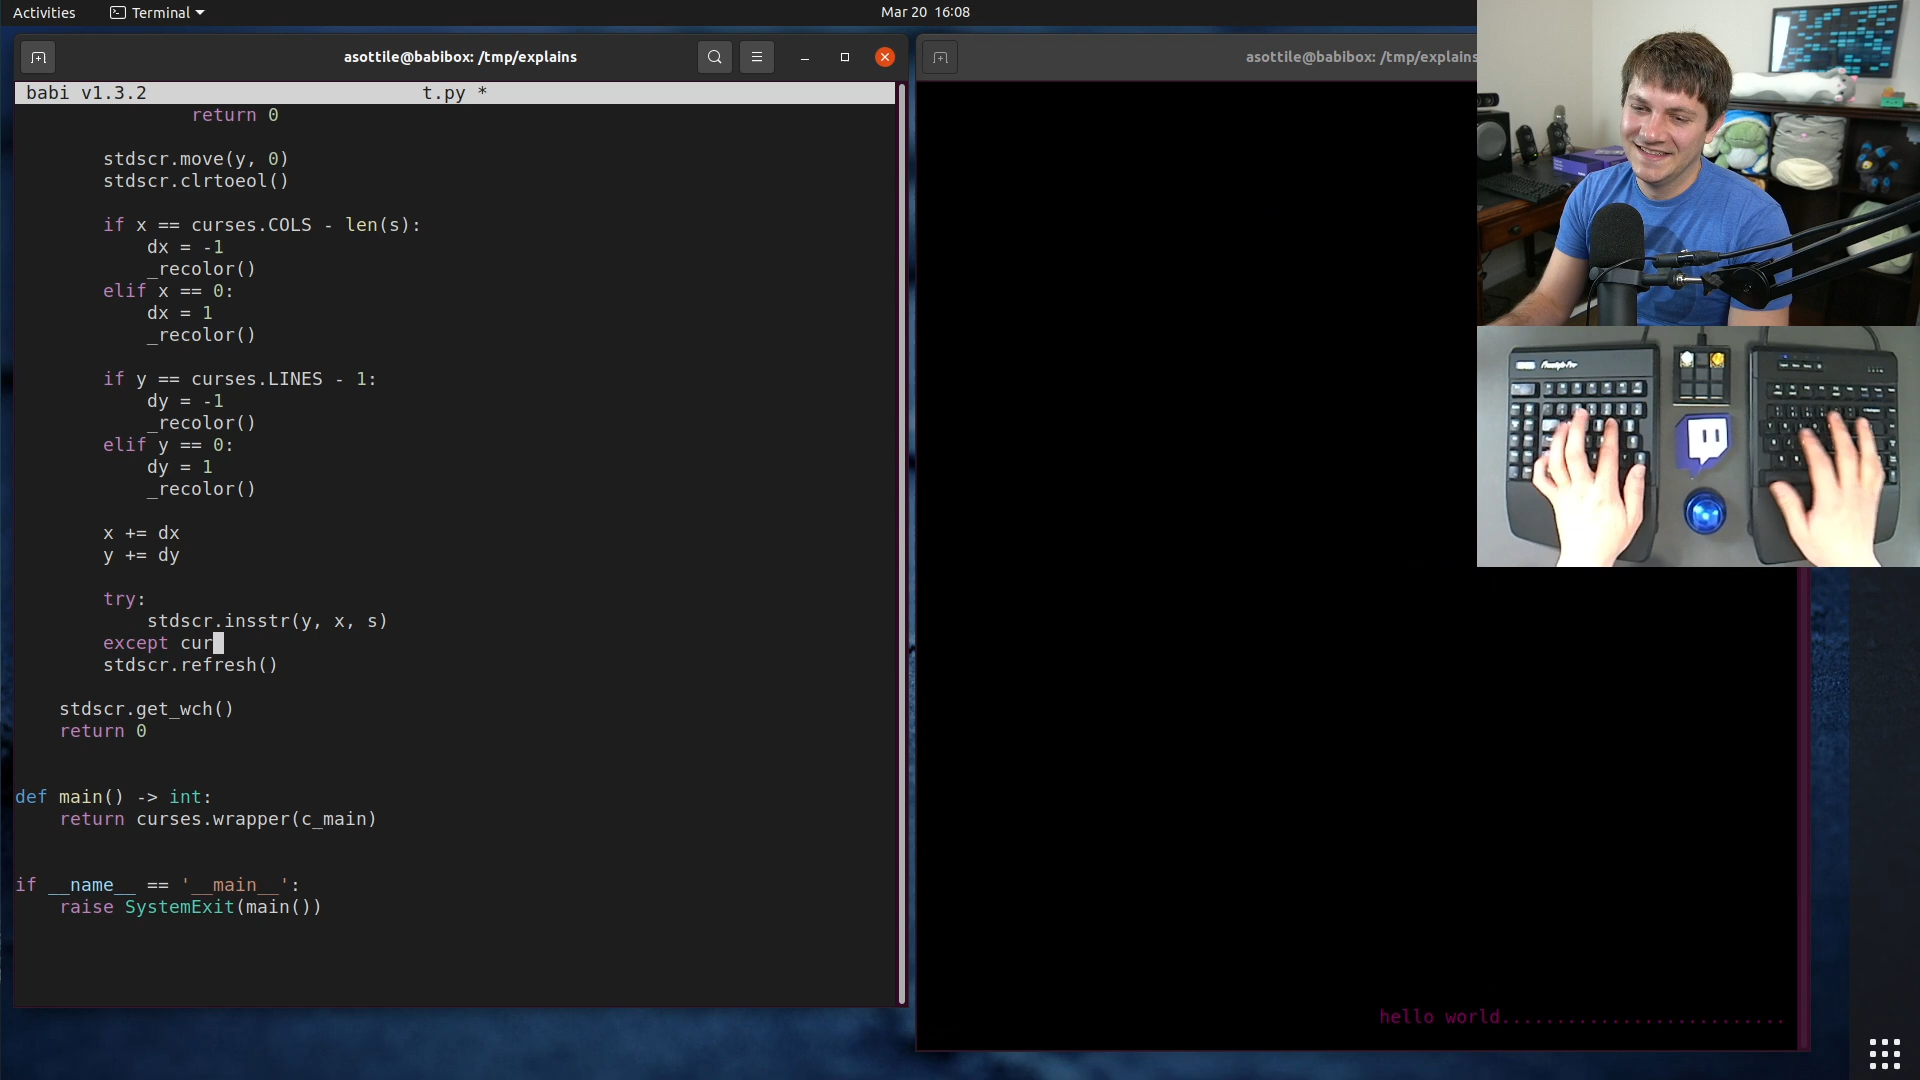 Activities
Terminal
Mar 20 16:08
asottile@babibox: /tmp/explains
babi v1.3.2 t.py *
return 0
stdscr.move(y, 0)
stdscr.clrtoeol()
if x == curses.COLS - len(s):
dx = -1
_recolor()
elif x == 0:
dx = 1
_recolor()
if y == curses.LINES - 1:
dy = -1
_recolor()
elif y == 0:
dy = 1
_recolor()
x += dx
y += dy
try:
stdscr.insstr(y, x, s)
except cur
stdscr.refresh()
stdscr.get_wch()
return 0
def main() -> int:
return curses.wrapper(c_main)
if __name__ == '__main__':
raise SystemExit(main())
asottile@babibox: /tmp/explains
hello world..........................